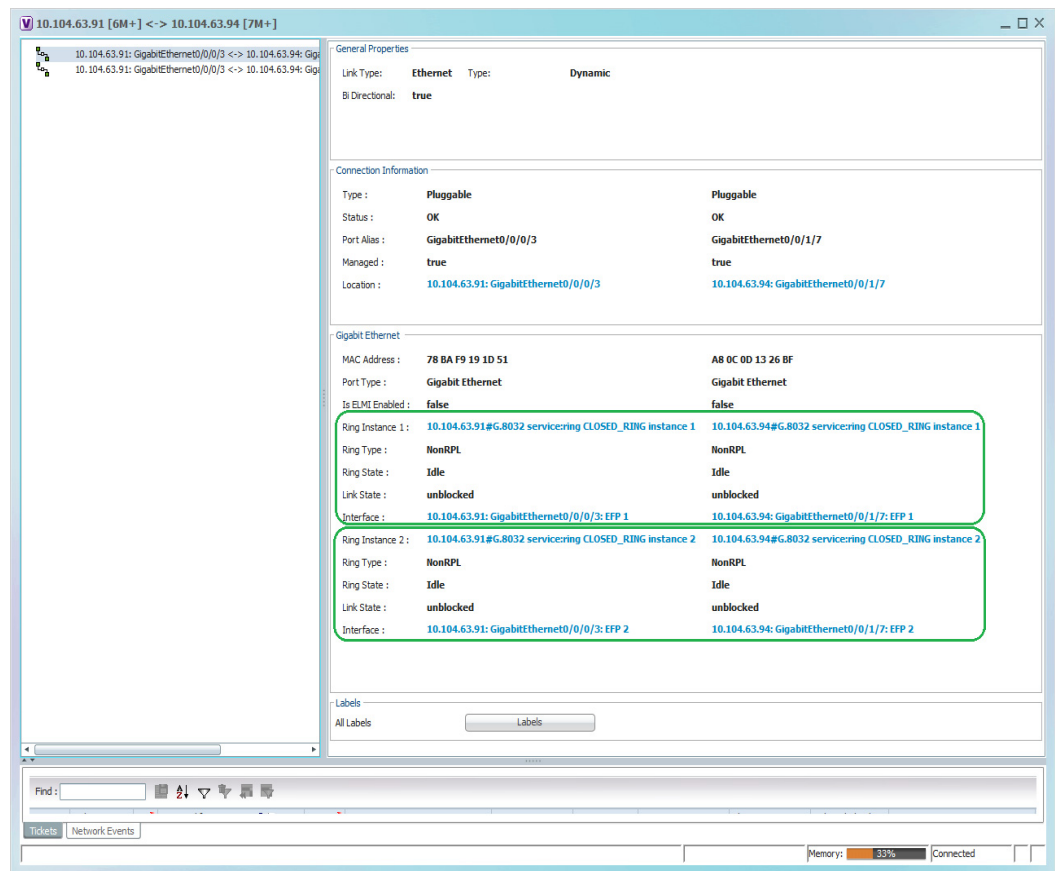 V 10.104.63.91 [6M+] <-> 10.104.63.94 [7M+]
10.104.63.91: GigabitEthernet0/0/0/3 <-> 10.104.63.94: Giga
10.104.63.91: GigabitEthernet0/0/0/3 <-> 10.104.63.94: Giga
General Properties
Link Type: Ethernet Type: Dynamic
Bi Directional: true
Connection Information
Type : Pluggable Pluggable
Status : OK OK
Port Alias : GigabitEthernet0/0/0/3 GigabitEthernet0/0/1/7
Managed : true true
Location : 10.104.63.91: GigabitEthernet0/0/0/3 10.104.63.94: GigabitEthernet0/0/1/7
Gigabit Ethernet
MAC Address : 78 BA F9 19 1D 51 A8 0C 0D 13 26 BF
Port Type : Gigabit Ethernet Gigabit Ethernet
Is ELMI Enabled : false false
Ring Instance 1 : 10.104.63.91#G.8032 service:ring CLOSED_RING instance 1 10.104.63.94#G.8032 service:ring CLOSED_RING instance 1
Ring Type : NonRPL NonRPL
Ring State : Idle Idle
Link State : unblocked unblocked
Interface : 10.104.63.91: GigabitEthernet0/0/0/3: EFP 1 10.104.63.94: GigabitEthernet0/0/1/7: EFP 1
Ring Instance 2 : 10.104.63.91#G.8032 service:ring CLOSED_RING instance 2 10.104.63.94#G.8032 service:ring CLOSED_RING instance 2
Ring Type : NonRPL NonRPL
Ring State : Idle Idle
Link State : unblocked unblocked
Interface : 10.104.63.91: GigabitEthernet0/0/0/3: EFP 2 10.104.63.94: GigabitEthernet0/0/1/7: EFP 2
Labels
All Labels Labels
Find :
Tickets Network Events
Memory: 33% Connected